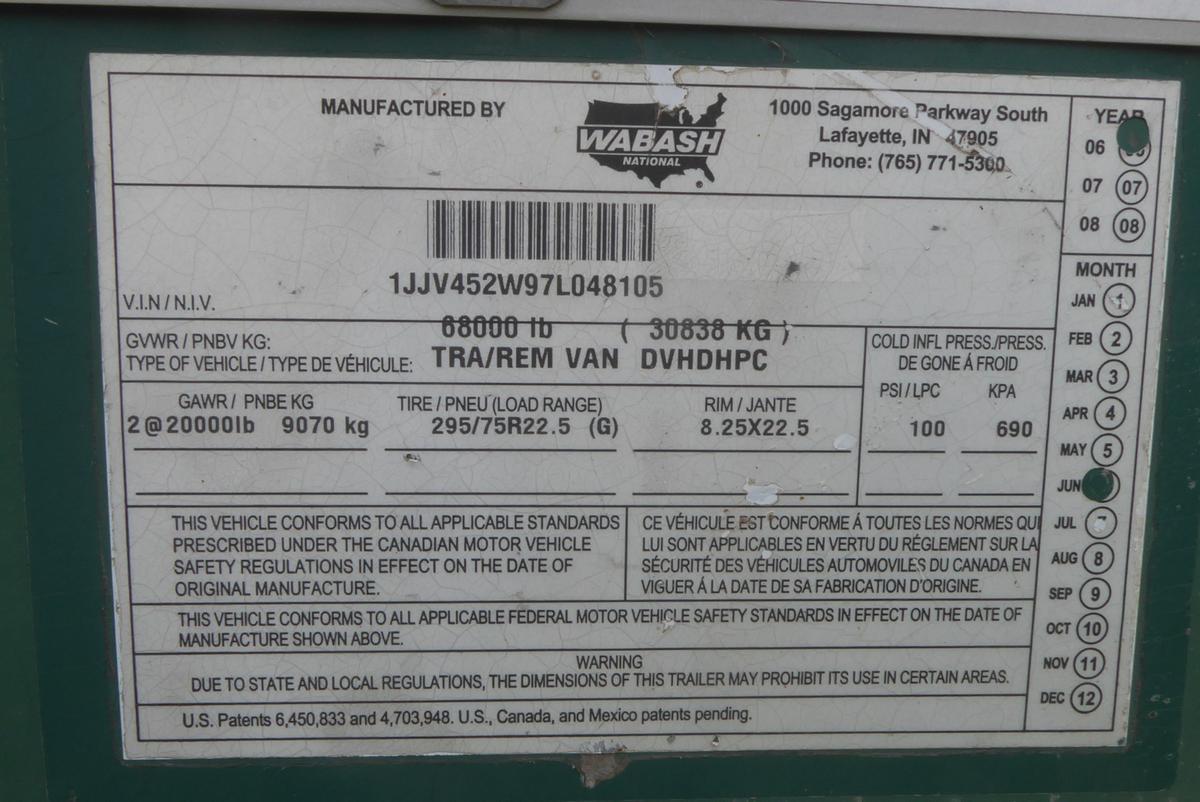 MANUFACTURED BY
WABASH
NATIONAL
®
1000 Sagamore Parkway South
Lafayette, IN 47905
Phone: (765) 771-5300
YEAR
06
07 07
08 08
1JJV452W97L048105
V.I.N / N.I.V.
GVWR / PNBV KG: 68000 lb ( 30838 KG )
TYPE OF VEHICLE / TYPE DE VÉHICULE: TRA/REM VAN DVHDHPC
COLD INFL PRESS./PRESS.
DE GONE Á FROID
PSI / LPC KPA
100 690
GAWR / PNBE KG TIRE / PNEU (LOAD RANGE) RIM / JANTE
2@20000lb 9070 kg 295/75R22.5 (G) 8.25X22.5
MONTH
JAN 1
FEB 2
MAR 3
APR 4
MAY 5
JUN
JUL
AUG 8
SEP 9
OCT 10
NOV 11
DEC 12
THIS VEHICLE CONFORMS TO ALL APPLICABLE STANDARDS
PRESCRIBED UNDER THE CANADIAN MOTOR VEHICLE
SAFETY REGULATIONS IN EFFECT ON THE DATE OF
ORIGINAL MANUFACTURE.
CE VÉHICULE EST CONFORME Á TOUTES LES NORMES QUI
LUI SONT APPLICABLES EN VERTU DU RÉGLEMENT SUR LA
SÉCURITÉ DES VÉHICULES AUTOMOVILES DU CANADA EN
VIGUER Á LA DATE DE SA FABRICATION D'ORIGINE.
THIS VEHICLE CONFORMS TO ALL APPLICABLE FEDERAL MOTOR VEHICLE SAFETY STANDARDS IN EFFECT ON THE DATE OF
MANUFACTURE SHOWN ABOVE.
WARNING
DUE TO STATE AND LOCAL REGULATIONS, THE DIMENSIONS OF THIS TRAILER MAY PROHIBIT ITS USE IN CERTAIN AREAS.
U.S. Patents 6,450,833 and 4,703,948. U.S., Canada, and Mexico patents pending.